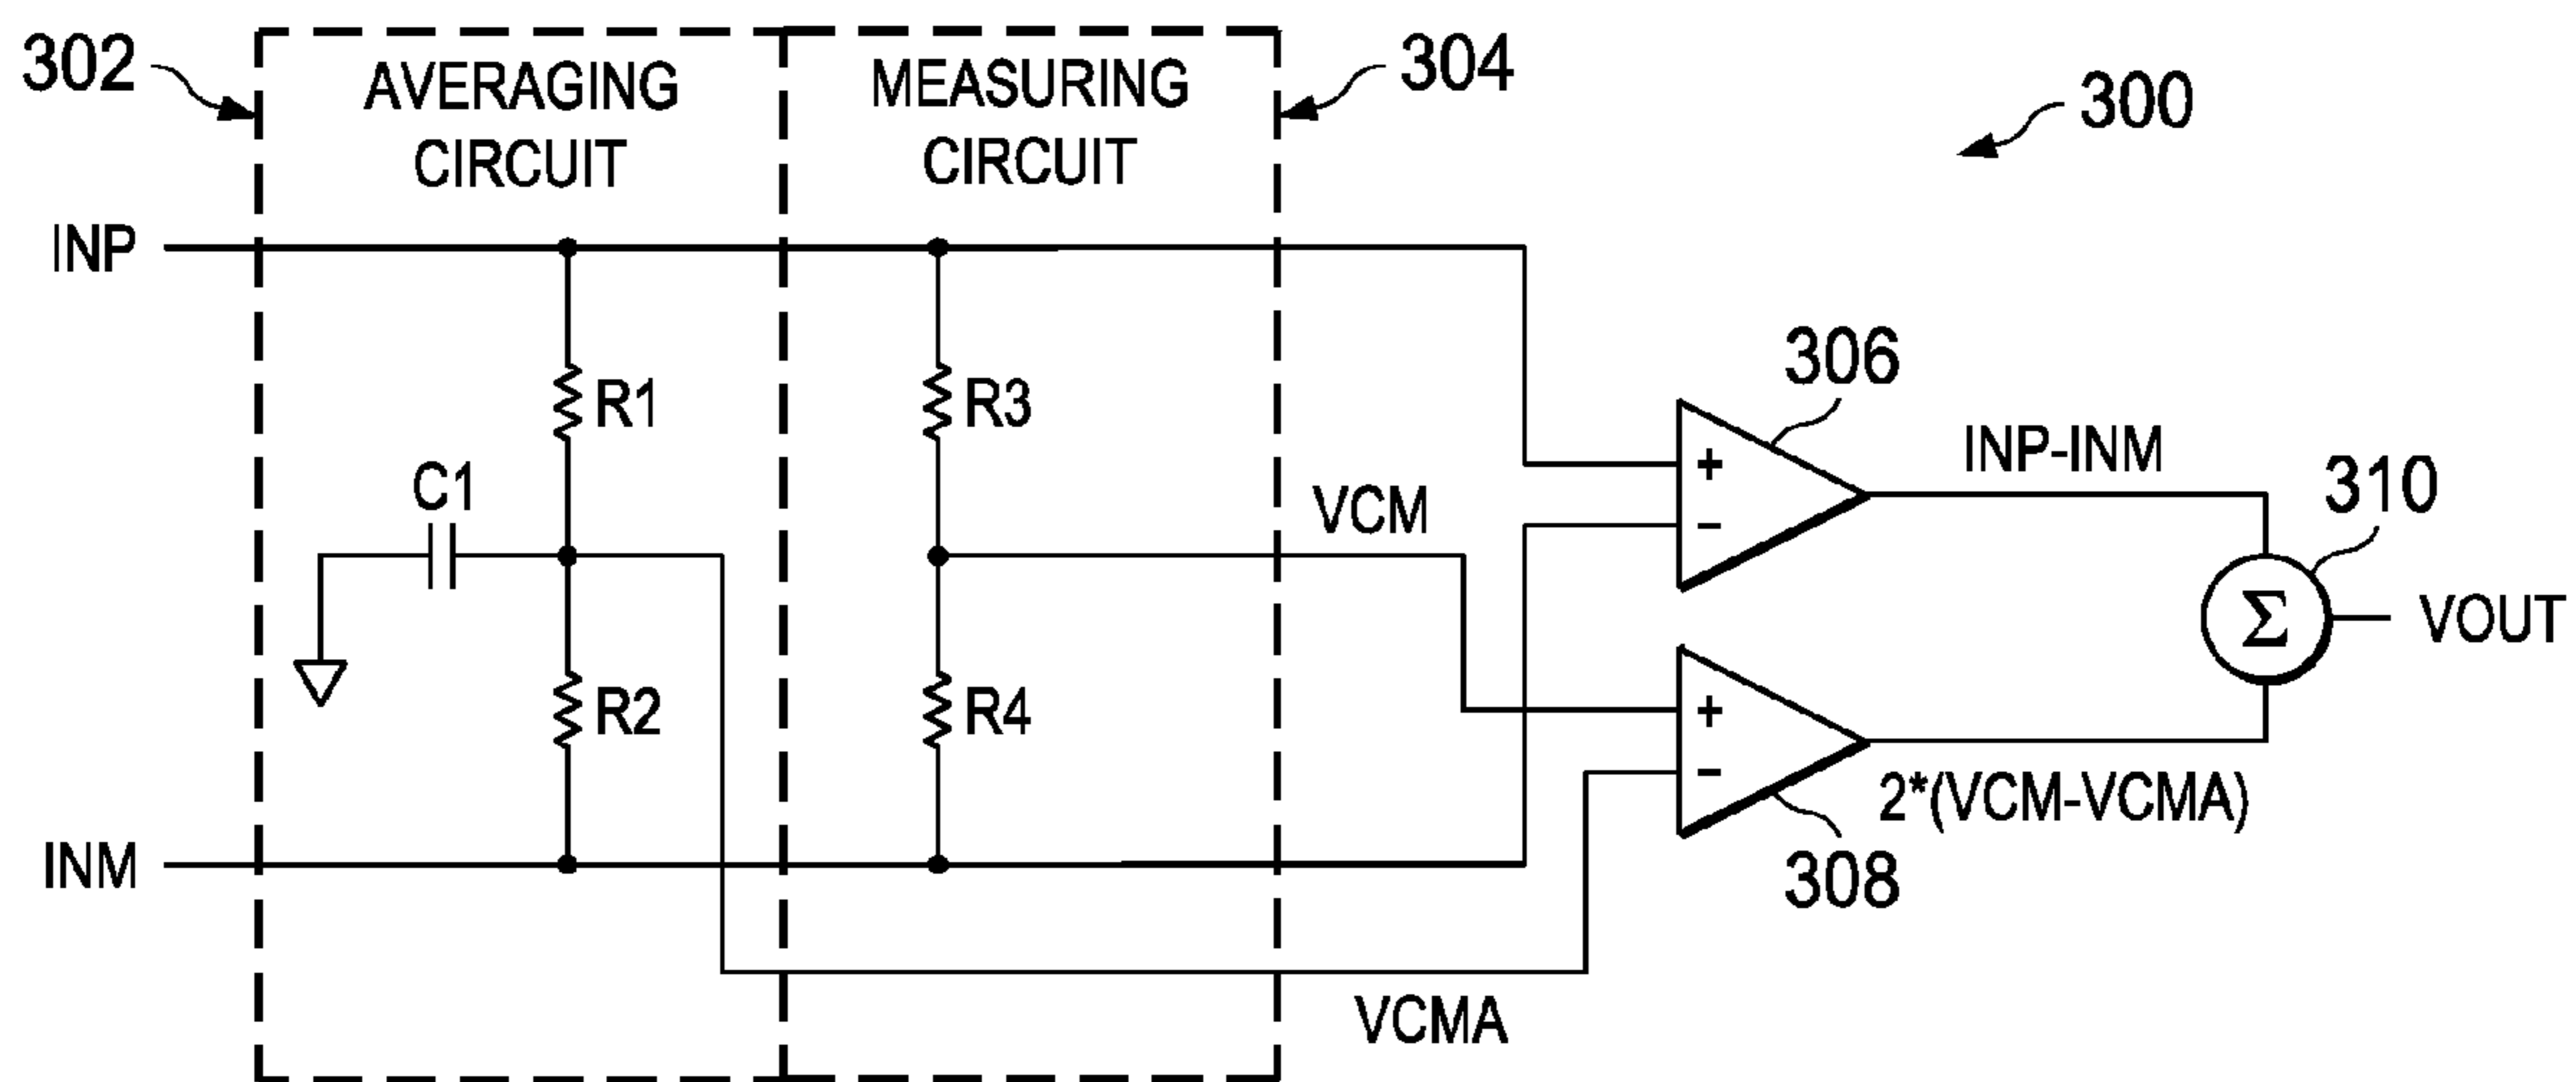 302
AVERAGING
CIRCUIT
MEASURING
CIRCUIT
304
300
INP
R1
R3
306
INP-INM
310
C1
VCM
+
−
Σ
VOUT
R2
R4
+
−
2*(VCM-VCMA)
308
INM
VCMA